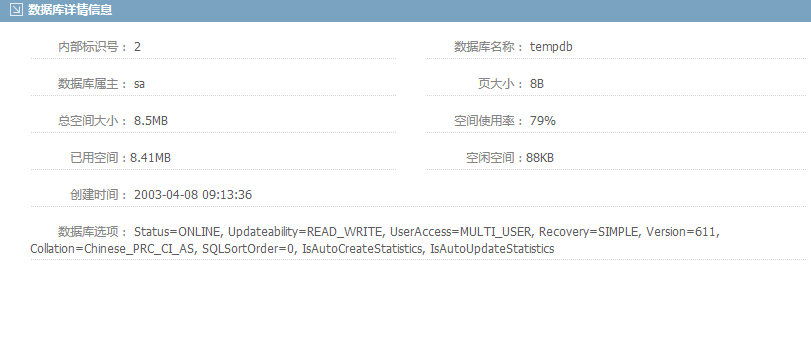 数据库详情信息
内部标识号： 2 数据库名称： tempdb
数据库属主： sa 页大小： 8B
总空间大小： 8.5MB 空间使用率： 79%
已用空间：8.41MB 空闲空间：88KB
创建时间： 2003-04-08 09:13:36
数据库选项： Status=ONLINE, Updateability=READ_WRITE, UserAccess=MULTI_USER, Recovery=SIMPLE, Version=611,
Collation=Chinese_PRC_CI_AS, SQLSortOrder=0, IsAutoCreateStatistics, IsAutoUpdateStatistics